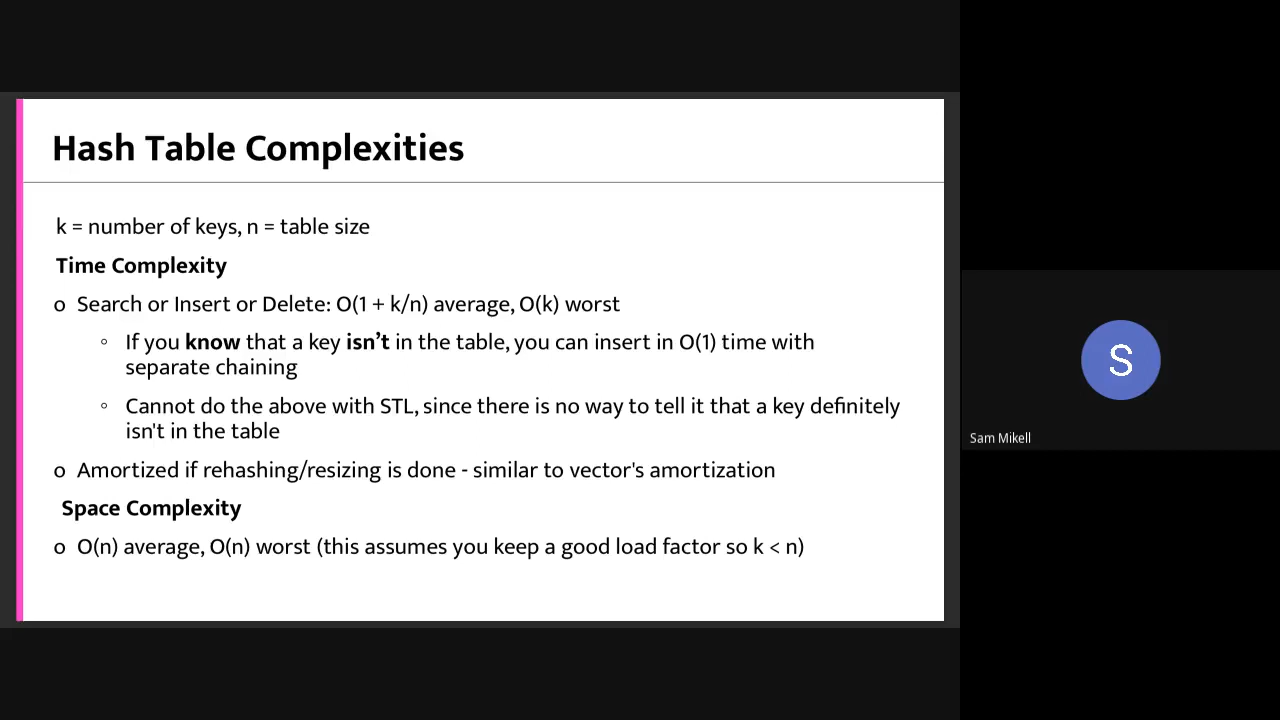 Hash Table Complexities
k = number of keys, n = table size
Time Complexity
o Search or Insert or Delete: O(1 + k/n) average, O(k) worst
◦ If you know that a key isn’t in the table, you can insert in O(1) time with
separate chaining
◦ Cannot do the above with STL, since there is no way to tell it that a key definitely
isn't in the table
o Amortized if rehashing/resizing is done - similar to vector's amortization
Space Complexity
o O(n) average, O(n) worst (this assumes you keep a good load factor so k < n)
S
Sam Mikell